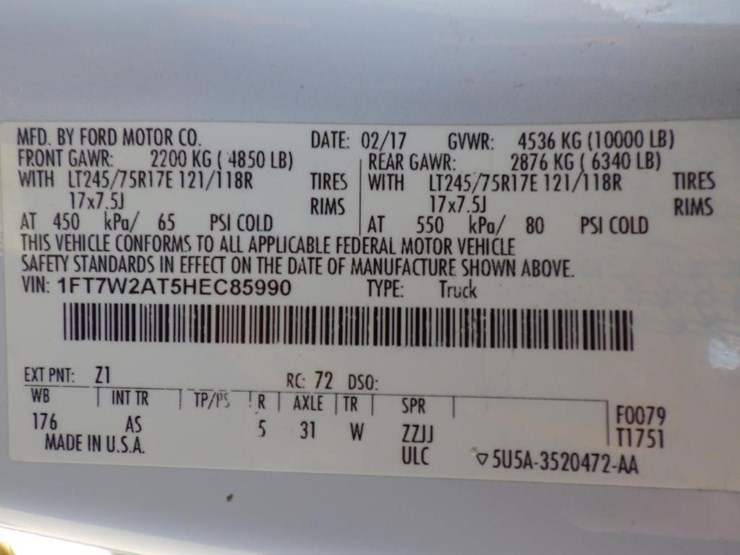 MFD. BY FORD MOTOR CO. DATE: 02/17 GVWR: 4536 KG (10000 LB)
FRONT GAWR: 2200 KG ( 4850 LB) REAR GAWR: 2876 KG ( 6340 LB)
WITH LT245/75R17E 121/118R TIRES WITH LT245/75R17E 121/118R TIRES
17x7.5J RIMS 17x7.5J RIMS
AT 450 kPa/ 65 PSI COLD AT 550 kPa/ 80 PSI COLD
THIS VEHICLE CONFORMS TO ALL APPLICABLE FEDERAL MOTOR VEHICLE
SAFETY STANDARDS IN EFFECT ON THE DATE OF MANUFACTURE SHOWN ABOVE.
VIN: 1FT7W2AT5HEC85990 TYPE: Truck
EXT PNT: Z1 RC: 72 DSO:
WB INT TR TP/PS R AXLE TR SPR F0079
176 AS 5 31 W ZZJJ T1751
MADE IN U.S.A. ULC 5U5A-3520472-AA